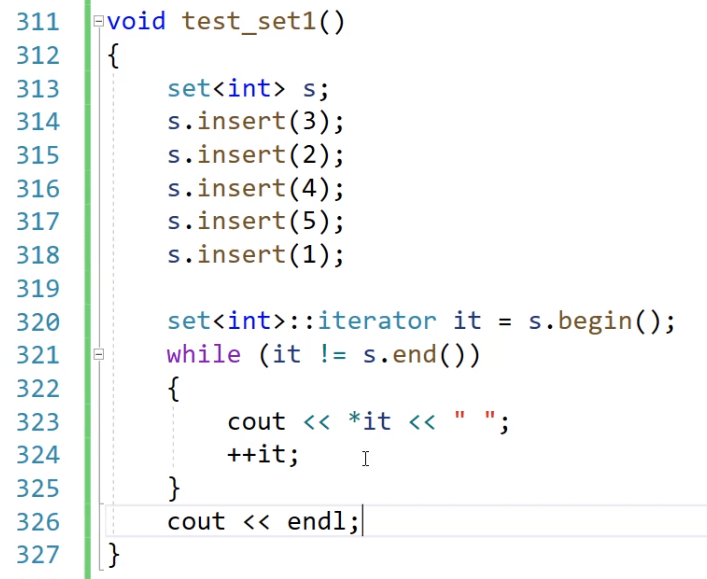 311 void test_set1()
312 {
313 set<int> s;
314 s.insert(3);
315 s.insert(2);
316 s.insert(4);
317 s.insert(5);
318 s.insert(1);
319
320 set<int>::iterator it = s.begin();
321 while (it != s.end())
322 {
323 cout << *it << " ";
324 ++it;
325 }
326 cout << endl;
327 }